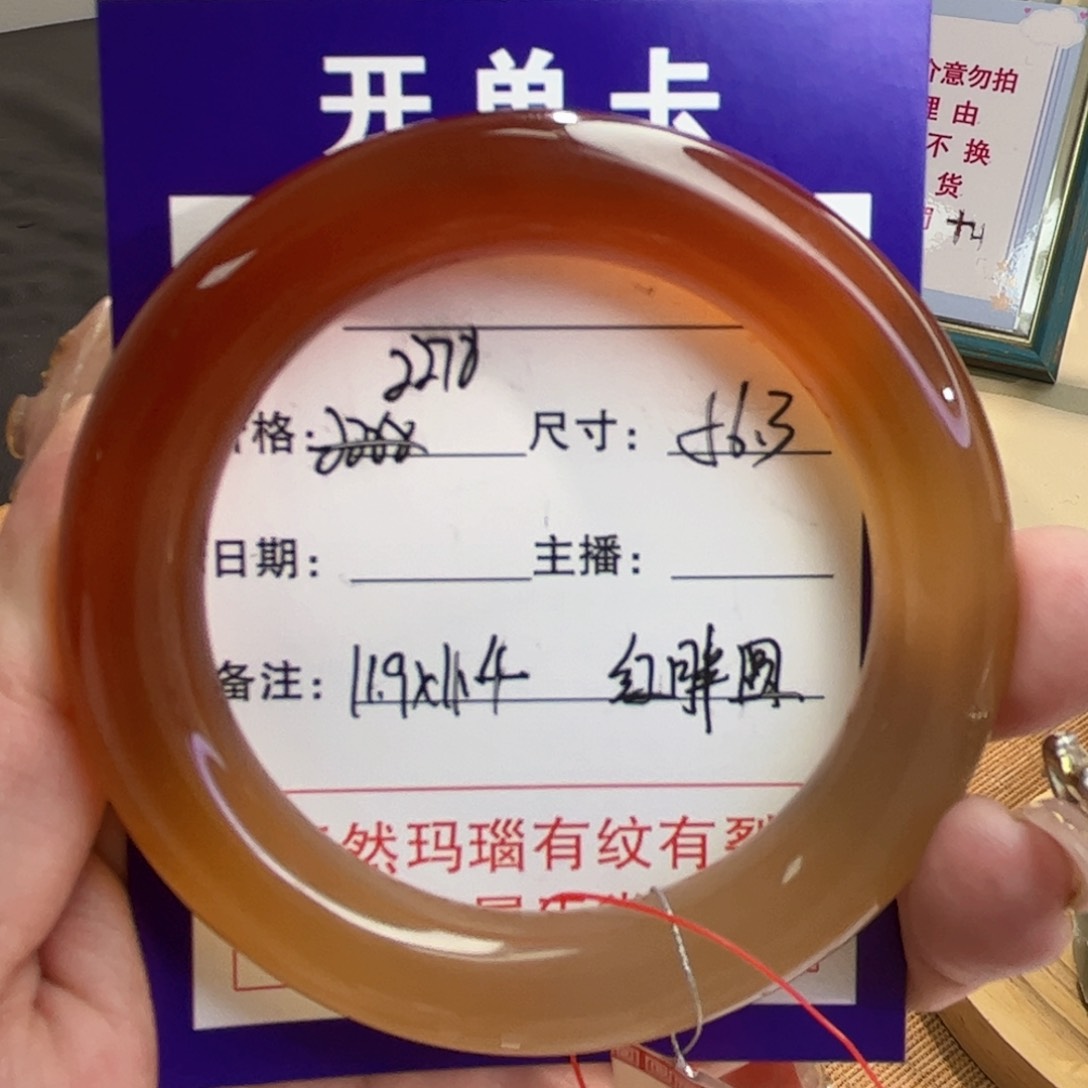 开单卡
2278
格: 尺寸: 56.3
日期: 主播:
备注: 11.9x11.4 红胖圆
然玛瑙有纹有裂
介意勿拍
理由
不换
货